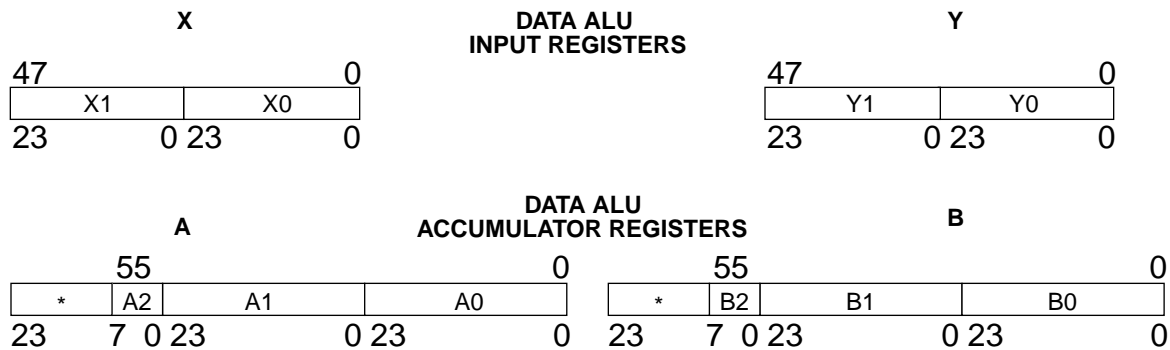 X DATA ALU Y
INPUT REGISTERS
47 0 47 0
X1 X0 Y1 Y0
23 0 23 0 23 0 23 0
DATA ALU
A ACCUMULATOR REGISTERS B
55 0 55 0
* A2 A1 A0 * B2 B1 B0
23 7 0 23 0 23 0 23 7 0 23 0 23 0